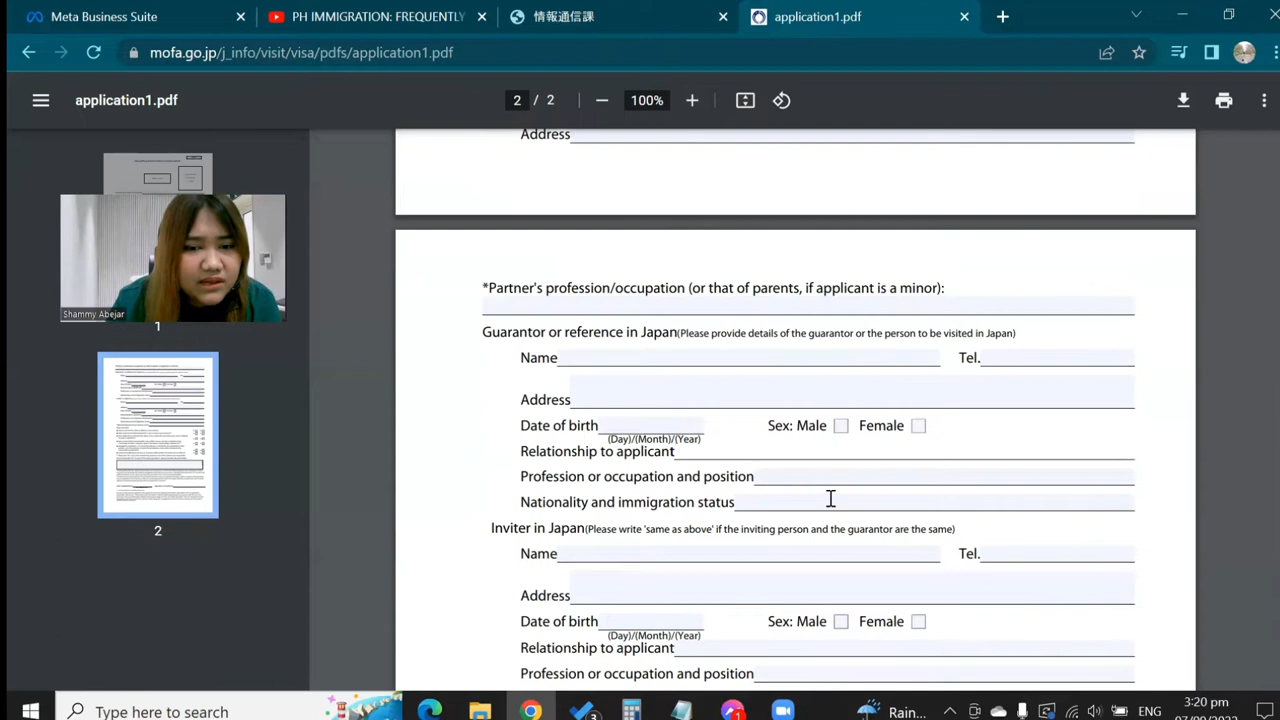 Meta Business Suite
PH IMMIGRATION: FREQUENTLY
情報通信課
application1.pdf
mofa.go.jp/j_info/visit/visa/pdfs/application1.pdf
application1.pdf
2 / 2
100%
Address
Shammy Abejar
1
2
*Partner's profession/occupation (or that of parents, if applicant is a minor):
Guarantor or reference in Japan(Please provide details of the guarantor or the person to be visited in Japan)
Name Tel.
Address
Date of birth Sex: Male Female
(Day)/(Month)/(Year)
Relationship to applicant
Profession or occupation and position
Nationality and immigration status
Inviter in Japan(Please write 'same as above' if the inviting person and the guarantor are the same)
Name Tel.
Address
Date of birth Sex: Male Female
(Day)/(Month)/(Year)
Relationship to applicant
Profession or occupation and position
Type here to search
3
1
Rain...
ENG
3:20 pm